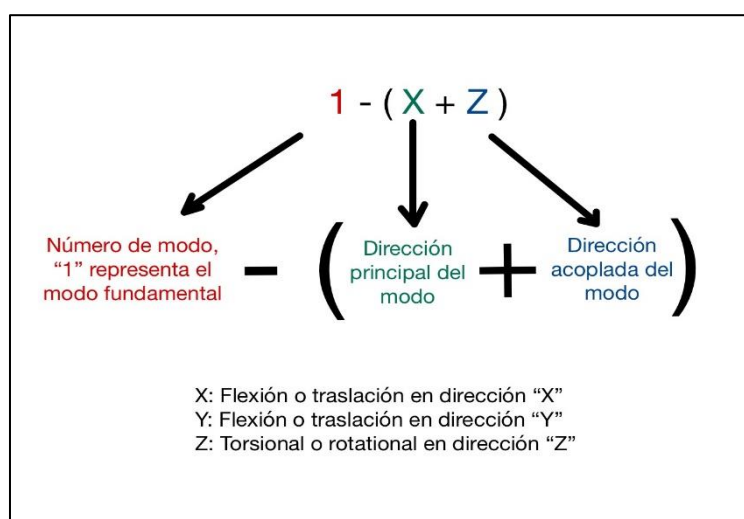 1 - ( X + Z )
Número de modo,
“1” representa el
modo fundamental
-
(
Dirección
principal del
modo
+
Dirección
acoplada del
modo
)
X: Flexión o traslación en dirección “X”
Y: Flexión o traslación en dirección “Y”
Z: Torsional o rotational en dirección “Z”